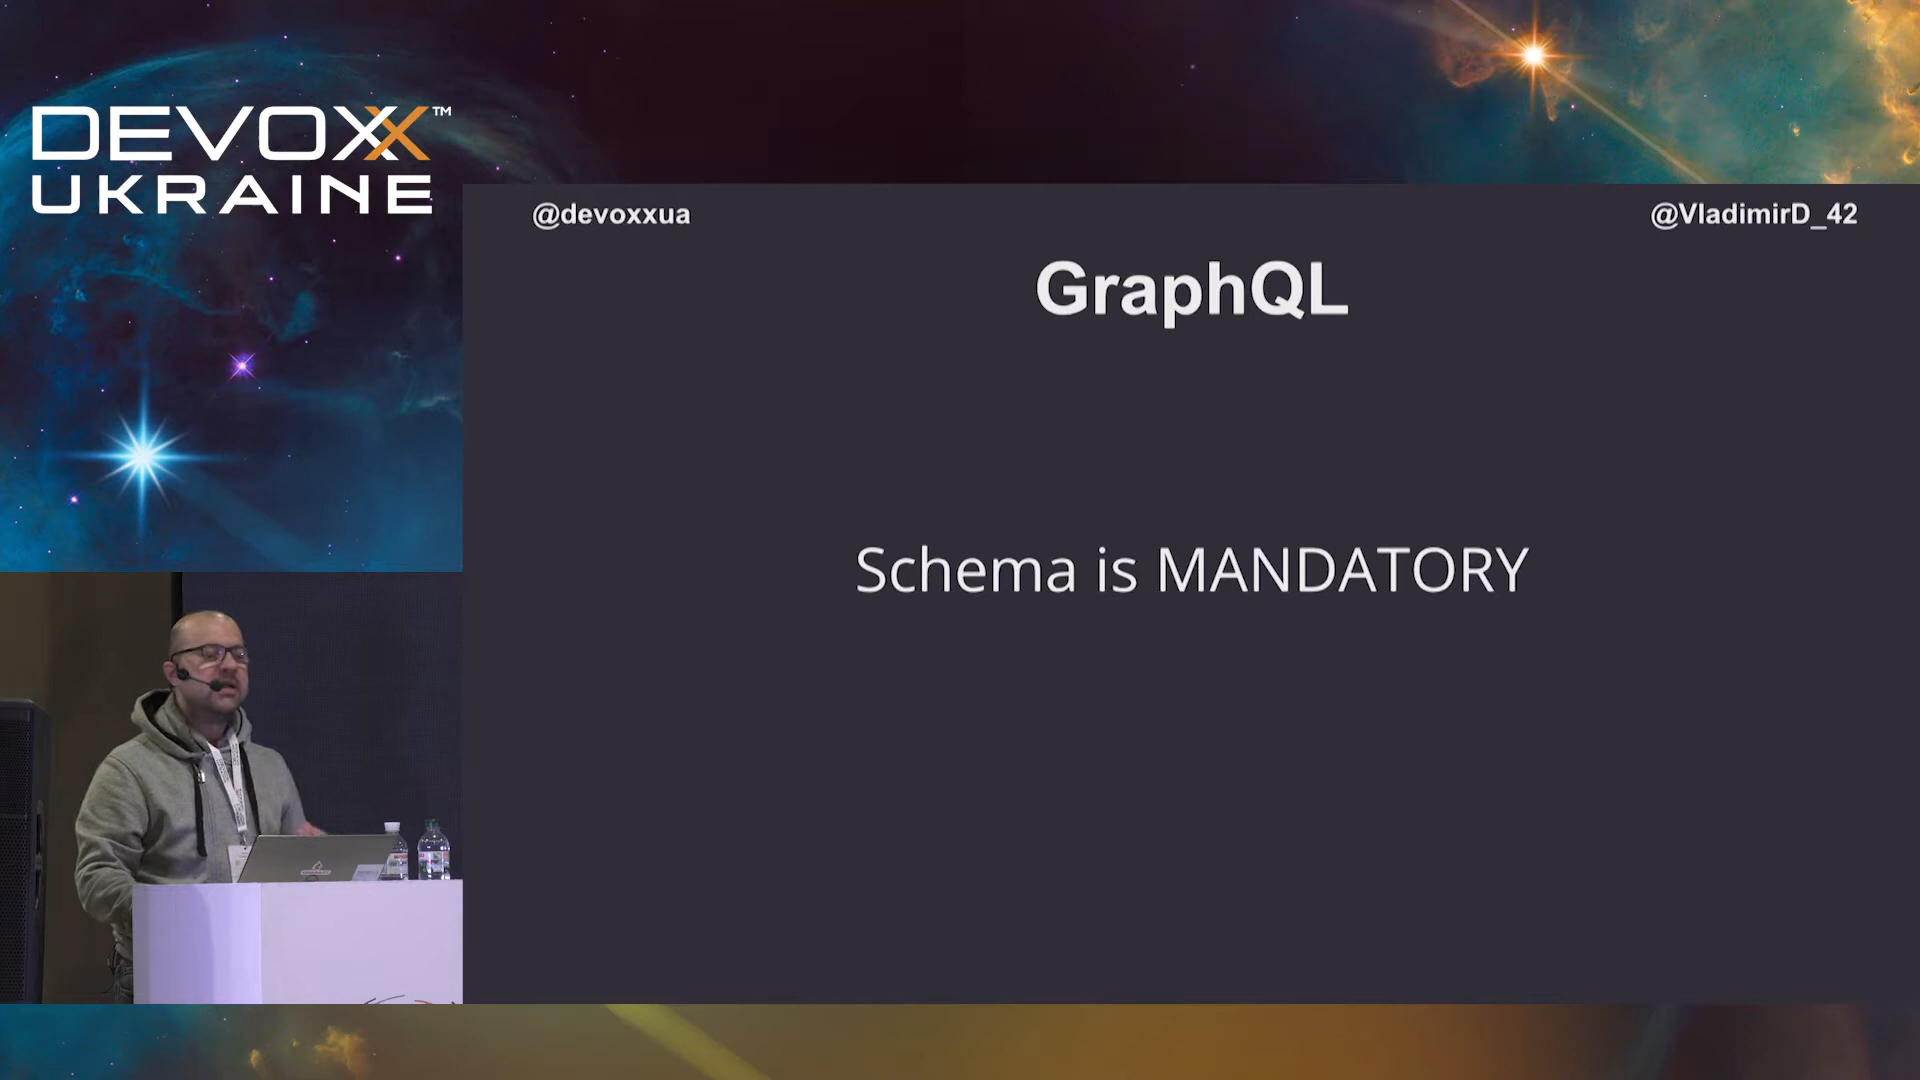 DEVOXX™
UKRAINE
@devoxxua
@VladimirD_42
GraphQL
Schema is MANDATORY